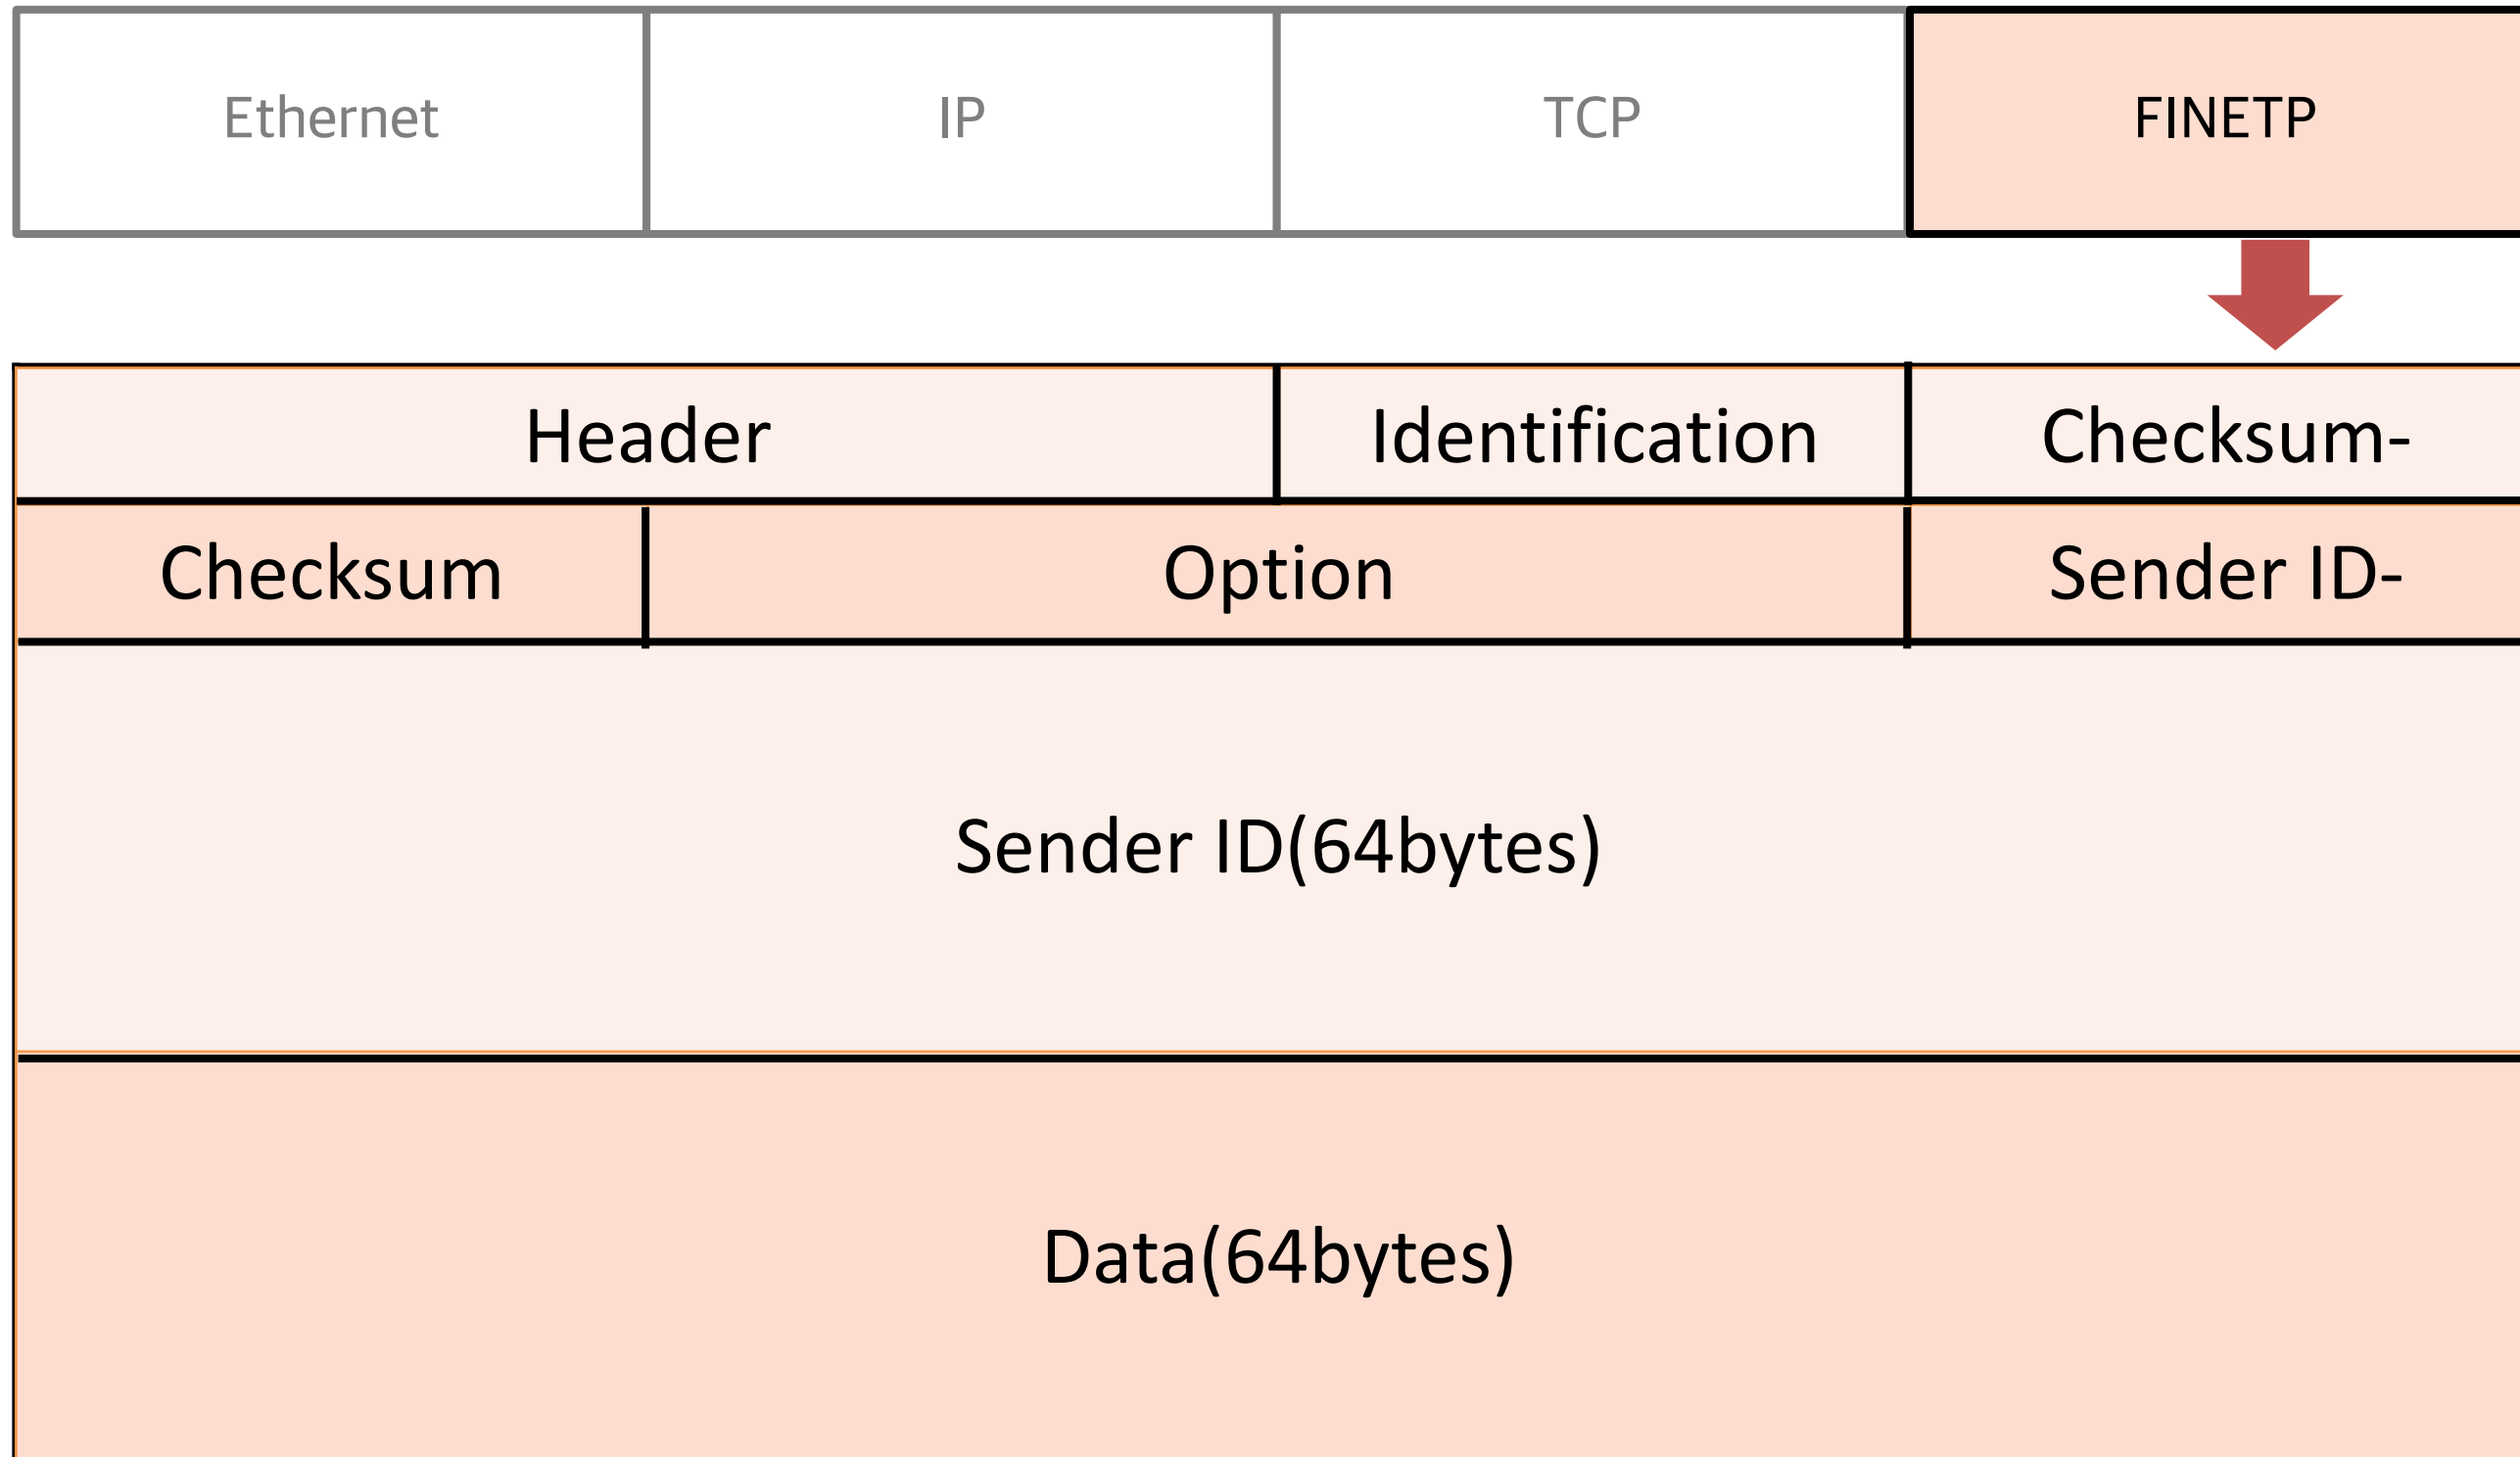 Ethernet IP TCP FINETP
Header Identification Checksum-
Checksum Option Sender ID-
Sender ID(64bytes)
Data(64bytes)